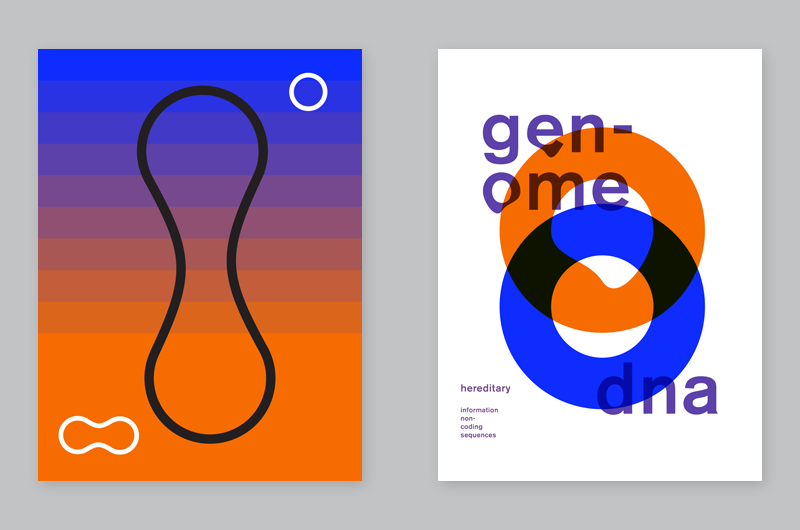 gen-
ome
dna
hereditary
information
non-
coding
sequences